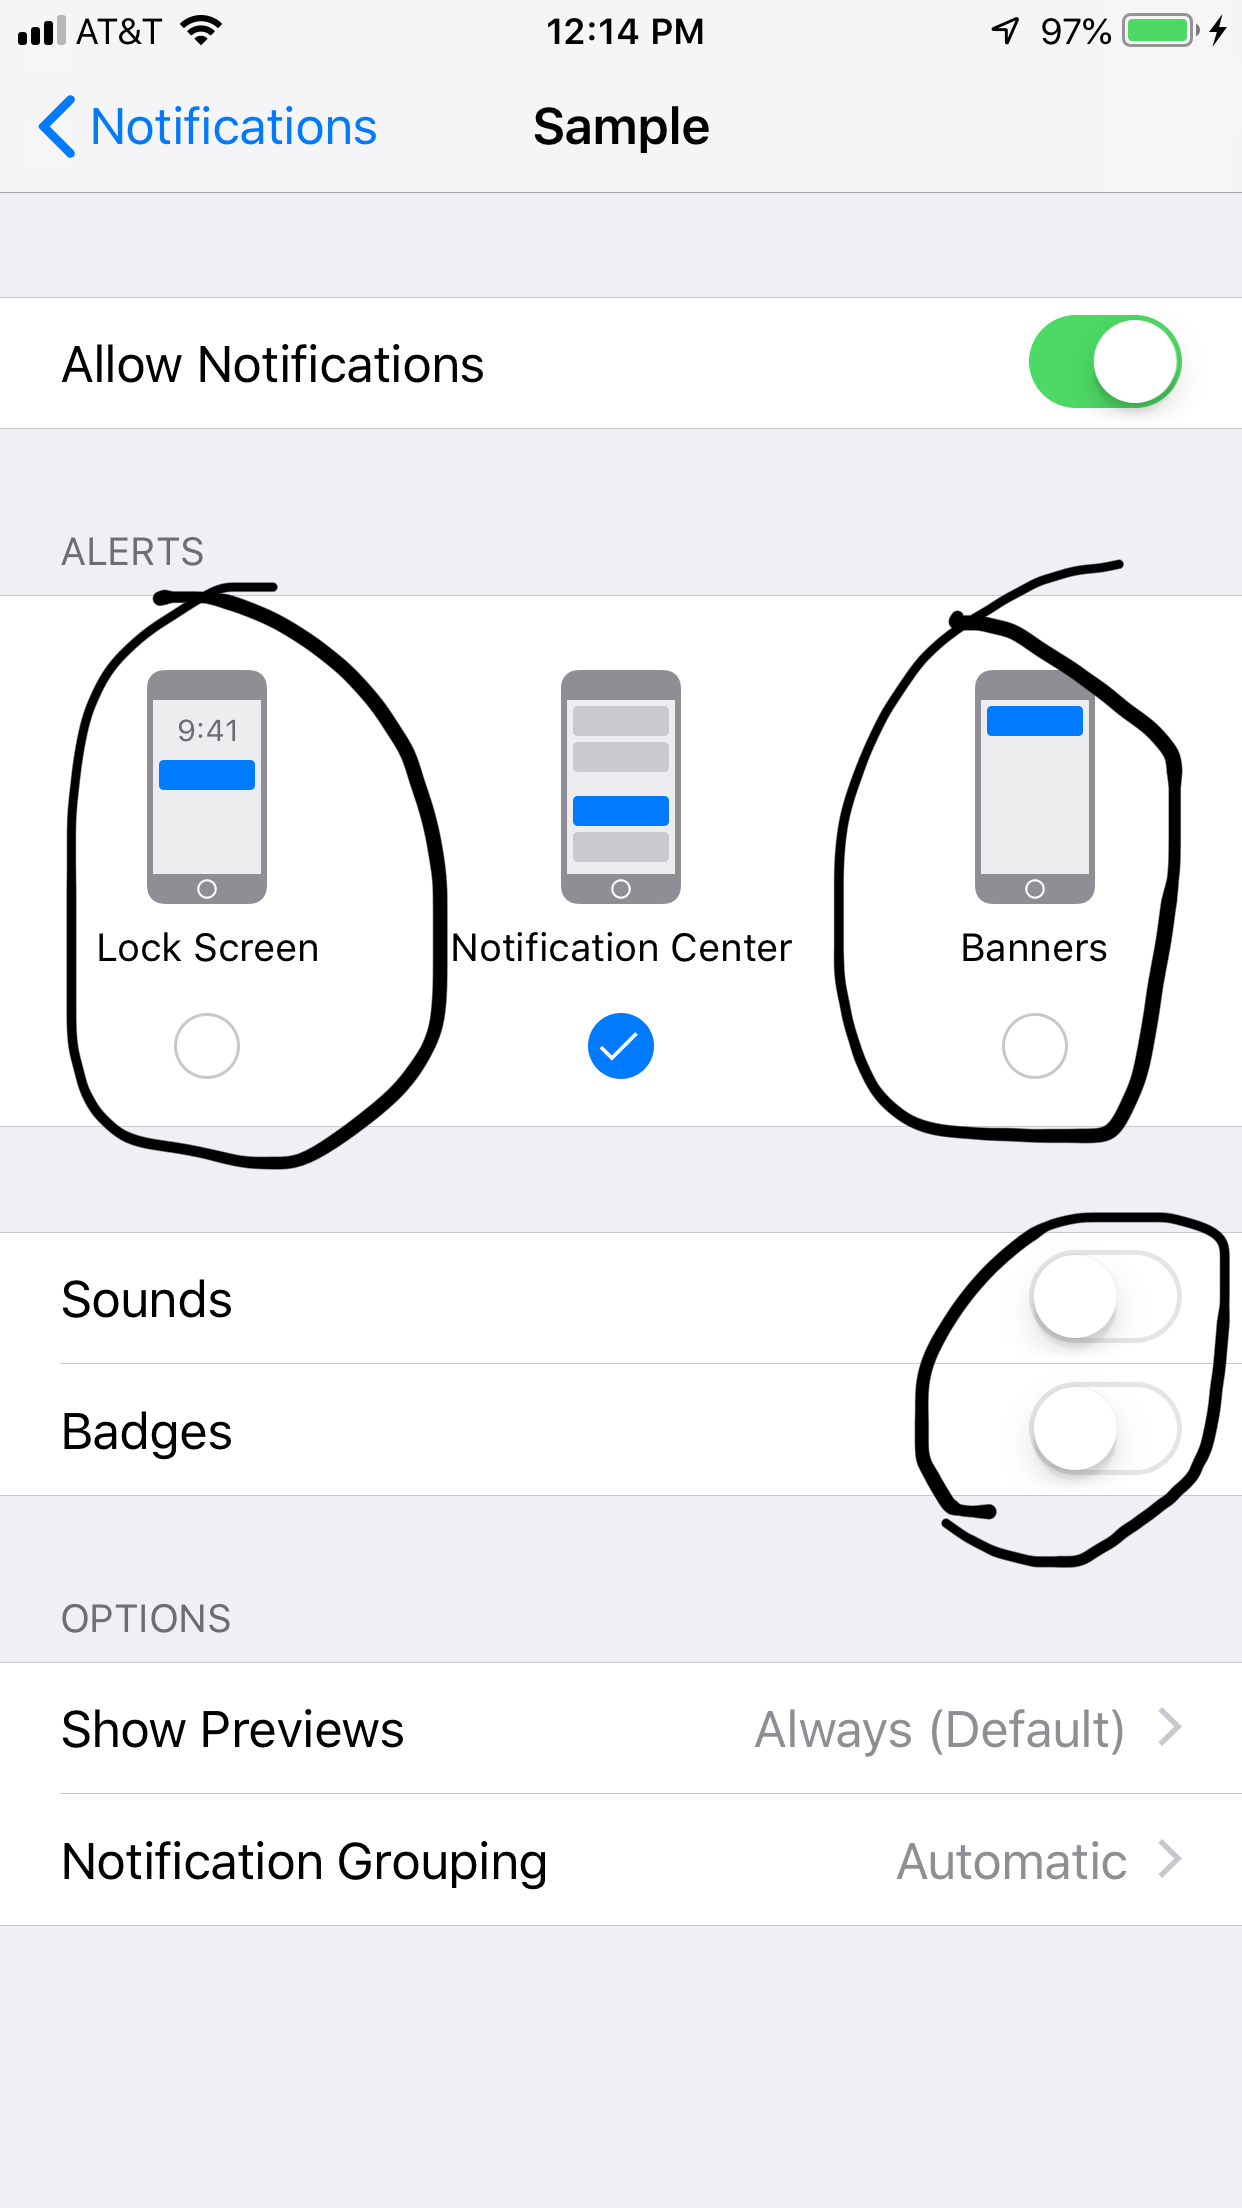 AT&T 12:14 PM 97%
Notifications Sample
Allow Notifications
ALERTS
9:41
Lock Screen Notification Center Banners
Sounds
Badges
OPTIONS
Show Previews Always (Default)
Notification Grouping Automatic